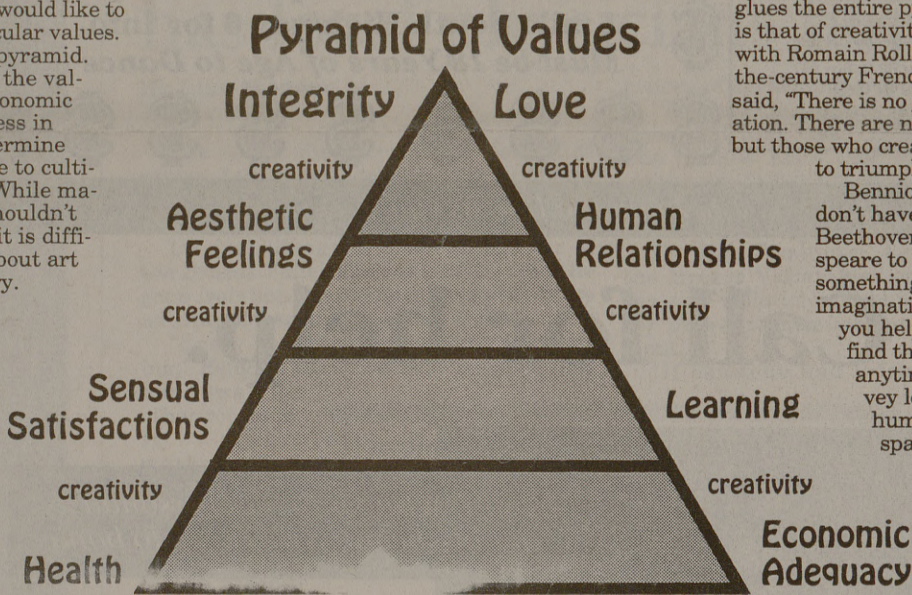 would like to
cular values.
pyramid.
the val-
onomic
ess in
ermine
e to culti-
While ma-
houldn't
it is diffi-
bout art
y.
Pyramid of Values
Integrity
Love
creativity
creativity
Aesthetic
Feelings
Human
Relationships
creativity
creativity
Sensual
Satisfactions
Learning
creativity
creativity
Health
Economic
Adequacy
glues the entire p
is that of creativit
with Romain Roll
the-century Frenc
said, “There is no
ation. There are n
but those who crea
to triump
Bennio
don't have
Beethoven
speare to
something
imaginati
you hel
find th
anytin
vey l
hum
spa